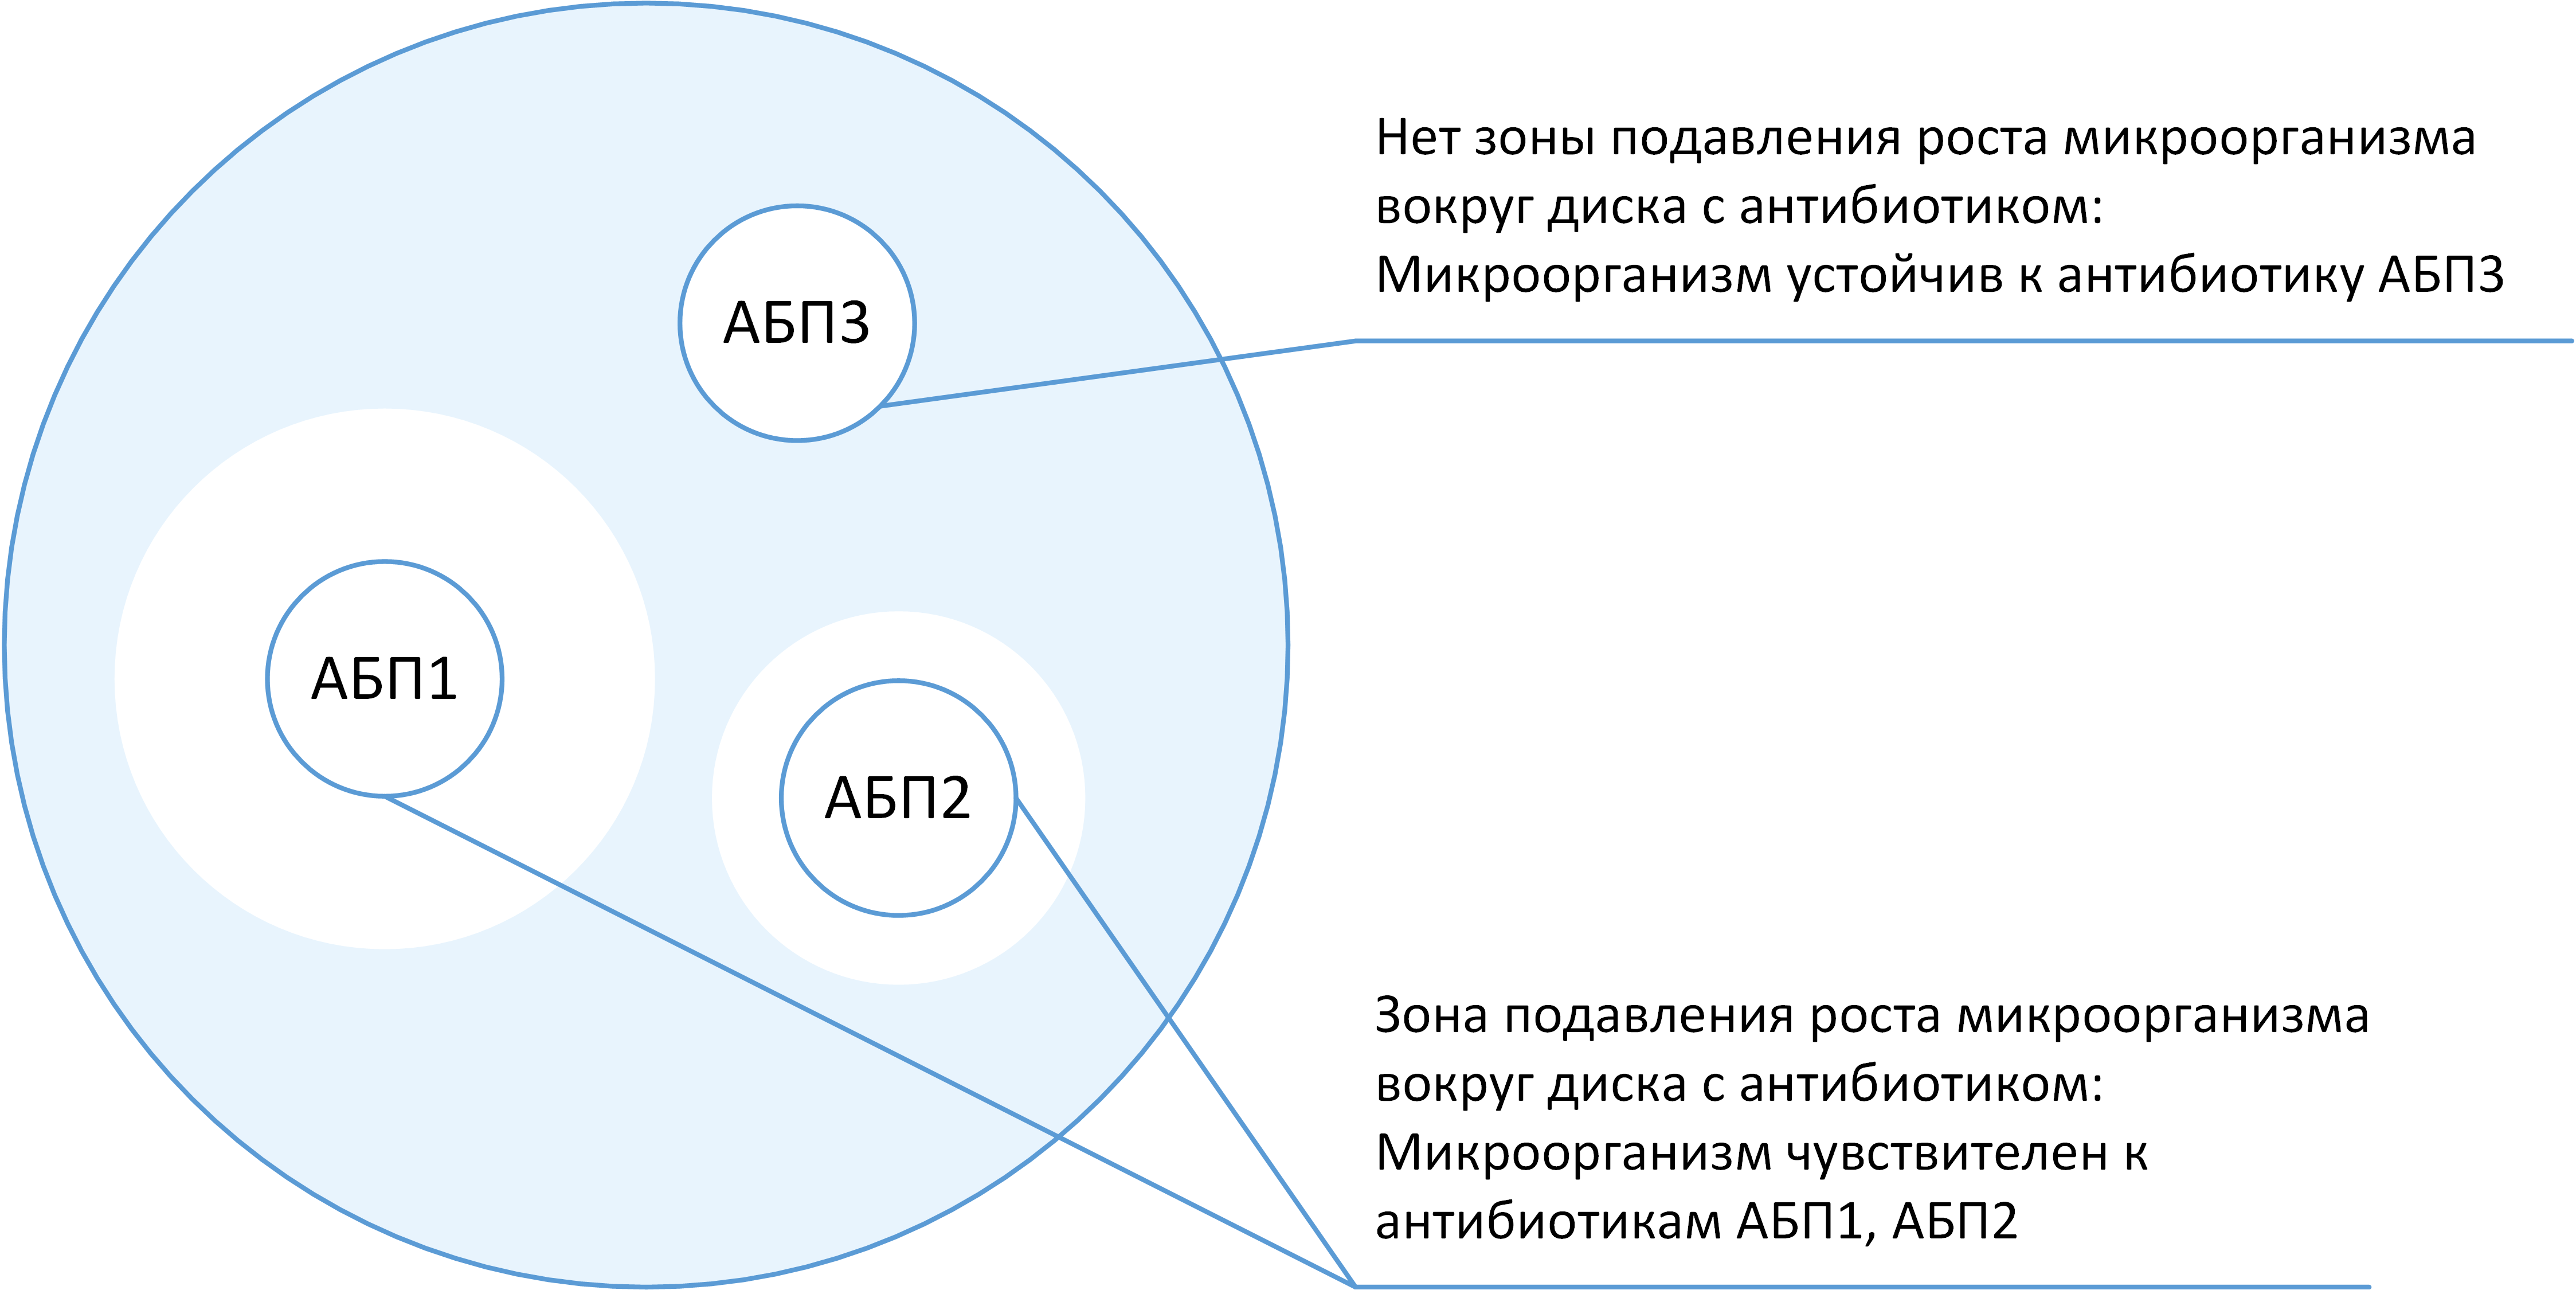 Нет зоны подавления роста микроорганизма
вокруг диска с антибиотиком:
Микроорганизм устойчив к антибиотику АБП3
АБП3
АБП1
АБП2
Зона подавления роста микроорганизма
вокруг диска с антибиотиком:
Микроорганизм чувствителен к
антибиотикам АБП1, АБП2